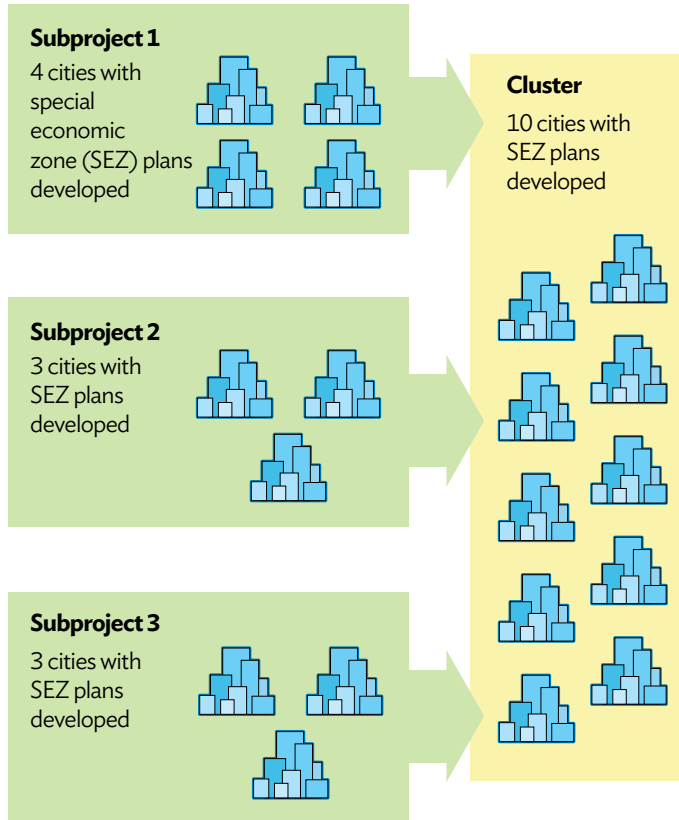 Subproject 1
4 cities with
special
economic
zone (SEZ) plans
developed
Cluster
10 cities with
SEZ plans
developed
Subproject 2
3 cities with
SEZ plans
developed
Subproject 3
3 cities with
SEZ plans
developed